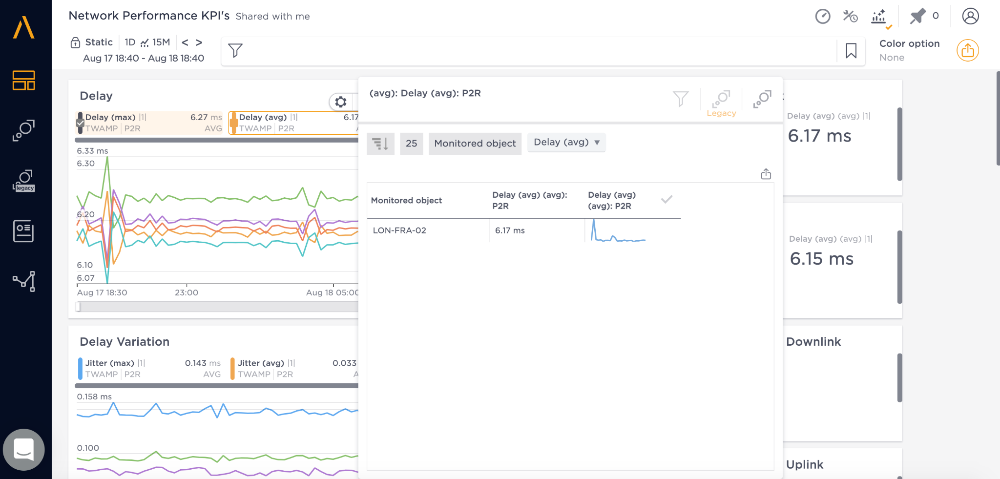 Network Performance KPI's Shared with me
0
Static 1D 15M < >
Aug 17 18:40 - Aug 18 18:40
Color option
None
legacy
Delay
Delay (max) |1| 6.27 ms
TWAMP P2R AVG
Delay (avg) |1| 6.17
TWAMP P2R
6.33 ms
6.30
6.20
6.10
6.07
Aug 17 18:30 23:00 Aug 18 05:00
Delay Variation
Jitter (max) |1| 0.143 ms
TWAMP P2R AVG
Jitter (avg) |1| 0.033
TWAMP P2R
0.158 ms
0.100
(avg): Delay (avg): P2R
Legacy
25 Monitored object Delay (avg) ▼
Monitored object
Delay (avg) (avg):
P2R
Delay (avg)
(avg): P2R
LON-FRA-02 6.17 ms
Delay (avg) (avg) |1|
6.17 ms
Delay (avg) (avg) |1|
6.15 ms
Downlink
Uplink